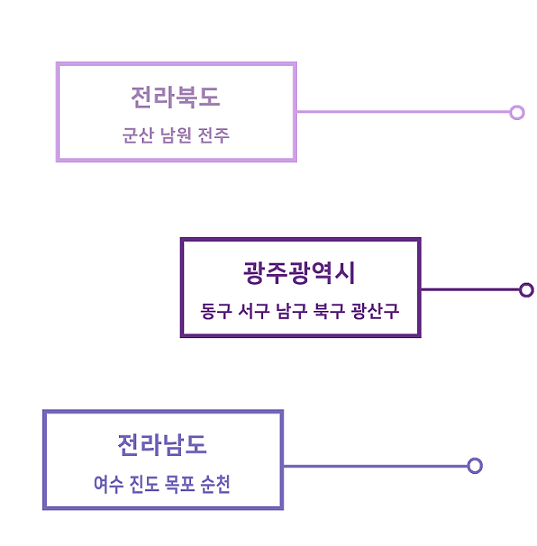 전라북도
군산 남원 전주
광주광역시
동구 서구 남구 북구 광산구
전라남도
여수 진도 목포 순천